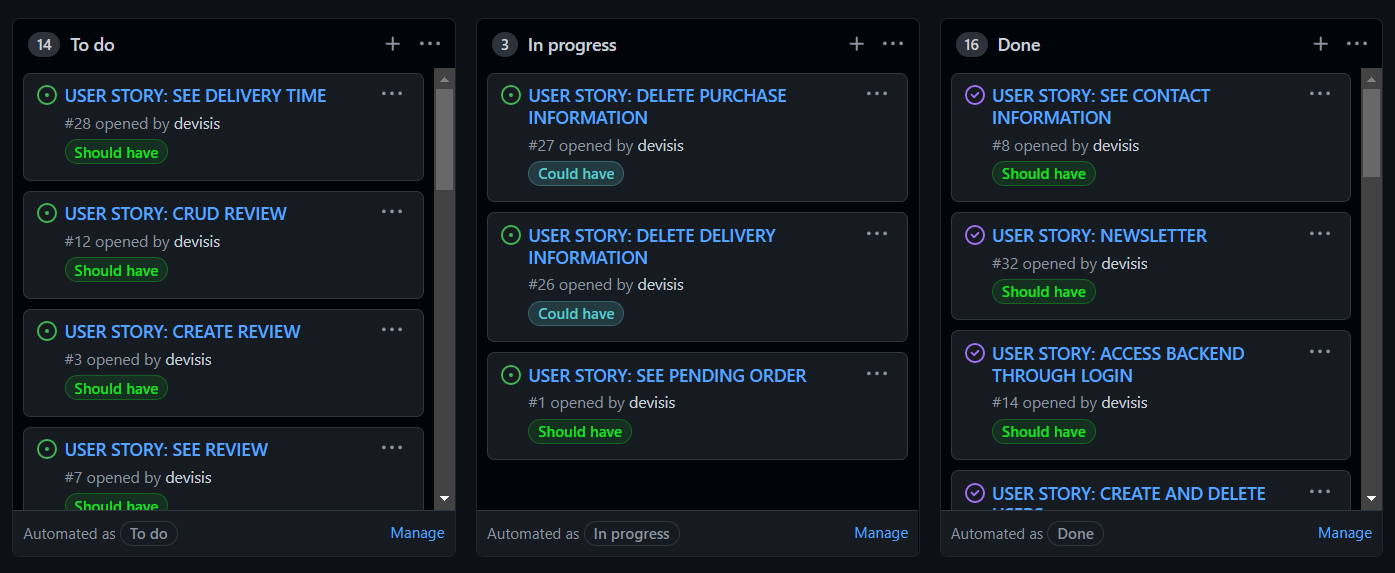 14 To do
USER STORY: SEE DELIVERY TIME
#28 opened by devisis
Should have
USER STORY: CRUD REVIEW
#12 opened by devisis
Should have
USER STORY: CREATE REVIEW
#3 opened by devisis
Should have
USER STORY: SEE REVIEW
#7 opened by devisis
Should have
Automated as To do Manage
3 In progress
USER STORY: DELETE PURCHASE
INFORMATION
#27 opened by devisis
Could have
USER STORY: DELETE DELIVERY
INFORMATION
#26 opened by devisis
Could have
USER STORY: SEE PENDING ORDER
#1 opened by devisis
Should have
Automated as In progress Manage
16 Done
USER STORY: SEE CONTACT
INFORMATION
#8 opened by devisis
Should have
USER STORY: NEWSLETTER
#32 opened by devisis
Should have
USER STORY: ACCESS BACKEND
THROUGH LOGIN
#14 opened by devisis
Should have
USER STORY: CREATE AND DELETE
USERS
Automated as Done Manage